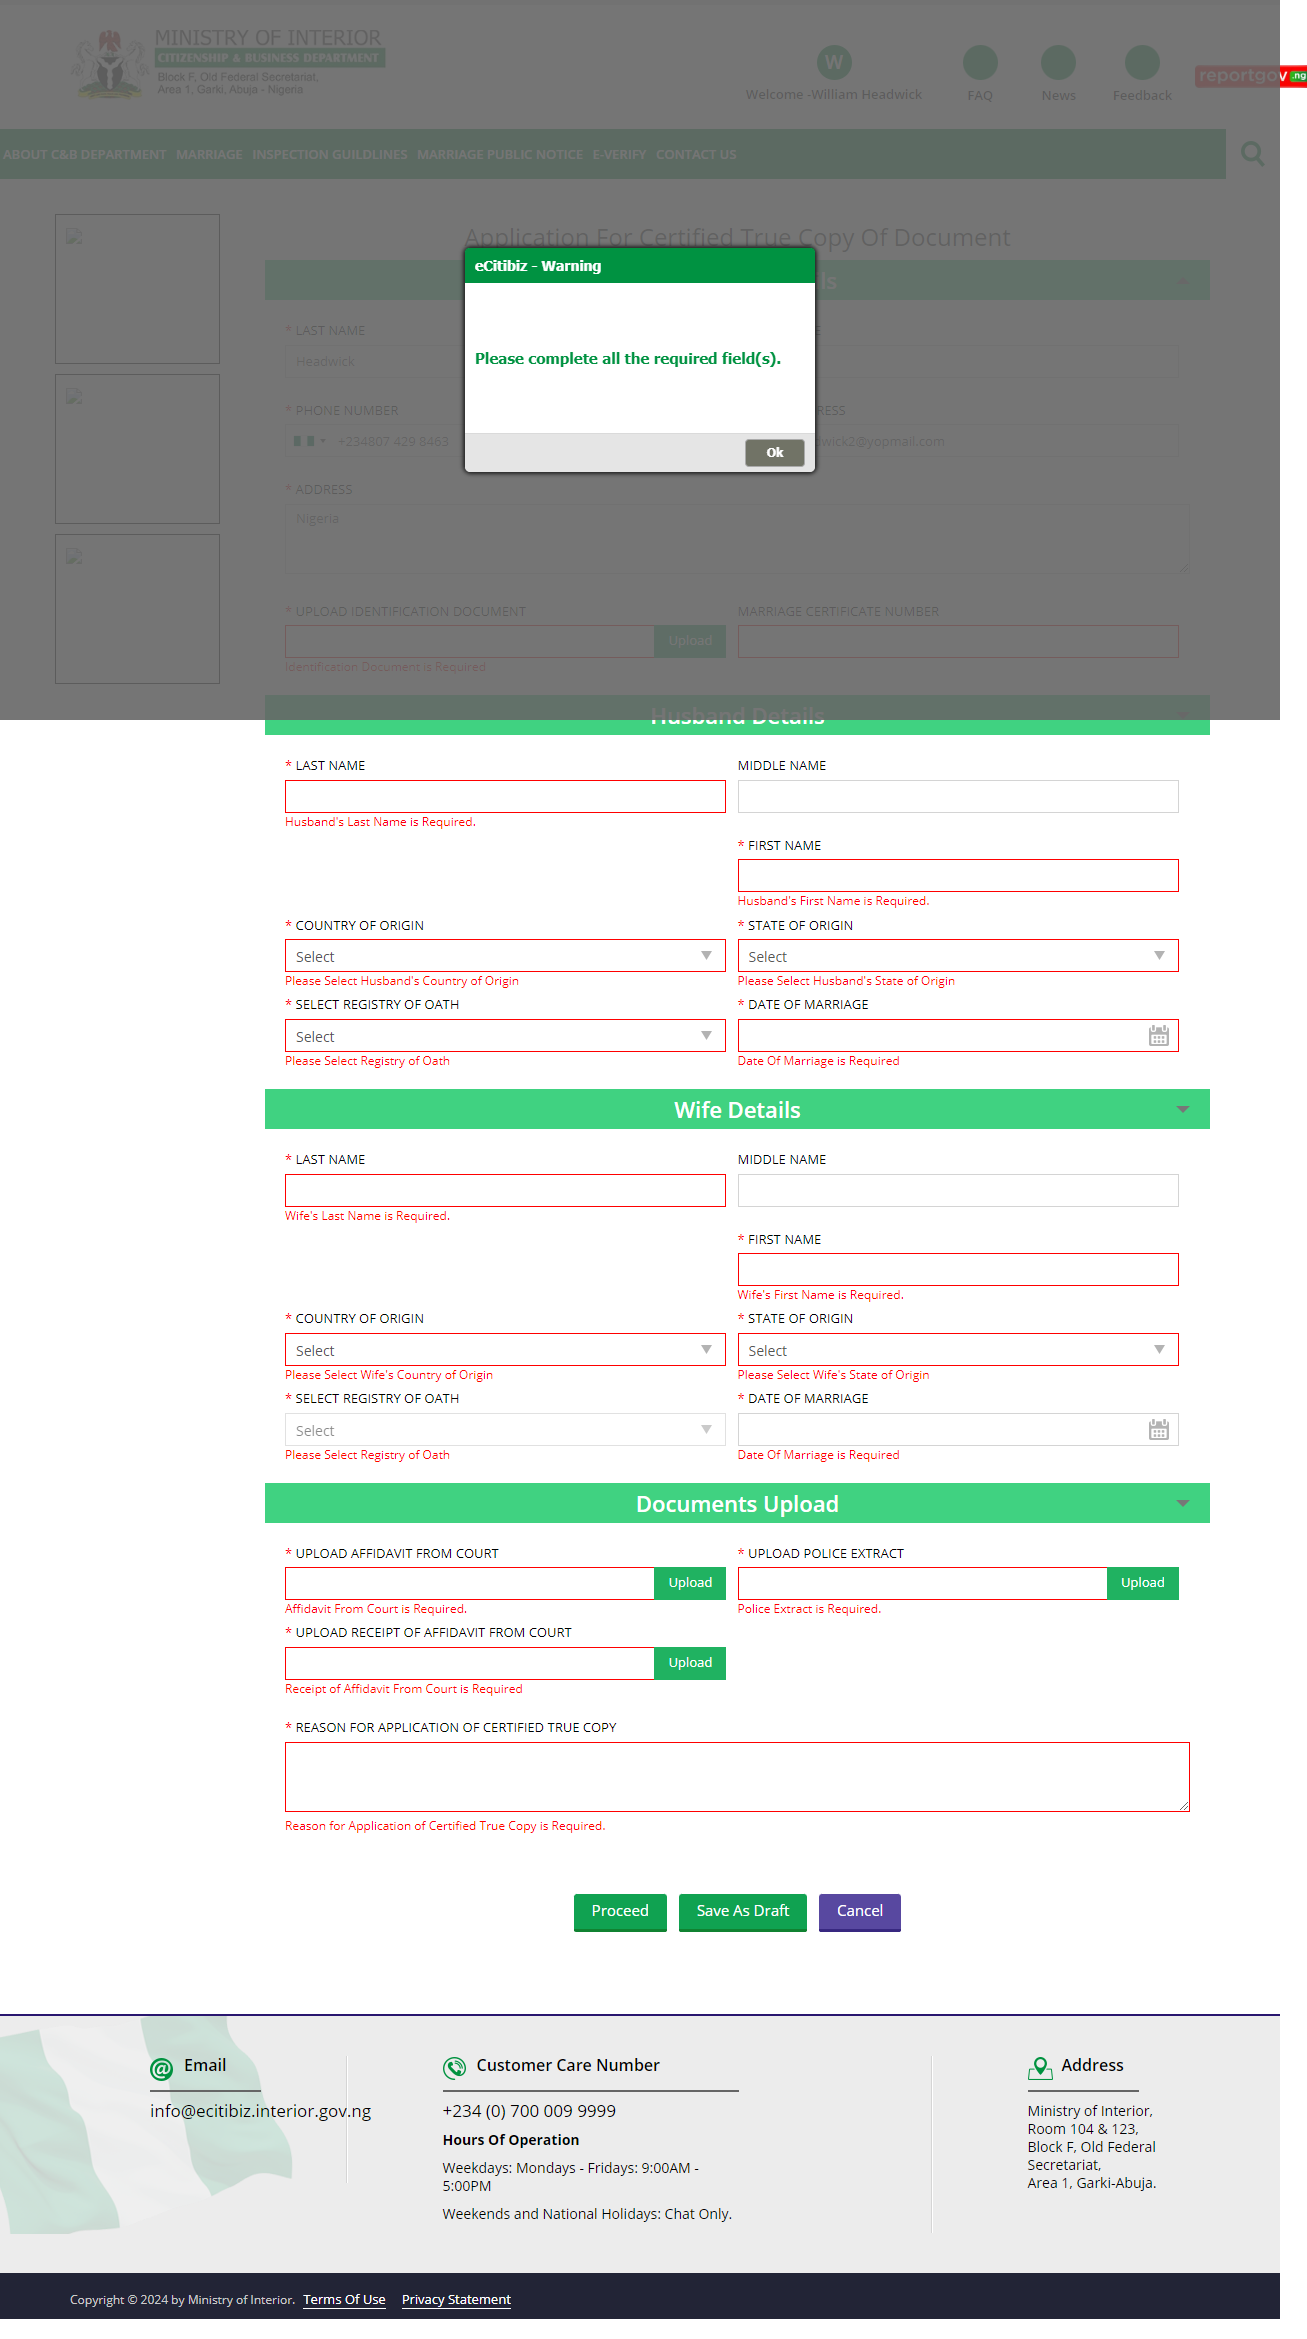 MINISTRY OF INTERIOR
CITIZENSHIP & BUSINESS DEPARTMENT
Block F, Old Federal Secretariat,
Area 1, Garki, Abuja - Nigeria
W
Welcome -William Headwick
FAQ
News
Feedback
reportgov.ng
ABOUT C&B DEPARTMENT MARRIAGE INSPECTION GUILDLINES MARRIAGE PUBLIC NOTICE E-VERIFY CONTACT US
Application For Certified True Copy Of Document
eCitibiz - Warning
Please complete all the required field(s).
Ok
* LAST NAME
Headwick
* PHONE NUMBER
+234807 429 8463
wick2@yopmail.com
* ADDRESS
Nigeria
* UPLOAD IDENTIFICATION DOCUMENT MARRIAGE CERTIFICATE NUMBER
Upload
Identification Document is Required
Husband Details
* LAST NAME MIDDLE NAME
Husband's Last Name is Required.
* FIRST NAME
Husband's First Name is Required.
* COUNTRY OF ORIGIN * STATE OF ORIGIN
Select Select
Please Select Husband's Country of Origin Please Select Husband's State of Origin
* SELECT REGISTRY OF OATH * DATE OF MARRIAGE
Select
Please Select Registry of Oath Date Of Marriage is Required
Wife Details
* LAST NAME MIDDLE NAME
Wife's Last Name is Required.
* FIRST NAME
Wife's First Name is Required.
* COUNTRY OF ORIGIN * STATE OF ORIGIN
Select Select
Please Select Wife's Country of Origin Please Select Wife's State of Origin
* SELECT REGISTRY OF OATH * DATE OF MARRIAGE
Select
Please Select Registry of Oath Date Of Marriage is Required
Documents Upload
* UPLOAD AFFIDAVIT FROM COURT * UPLOAD POLICE EXTRACT
Upload Upload
Affidavit From Court is Required. Police Extract is Required.
* UPLOAD RECEIPT OF AFFIDAVIT FROM COURT
Upload
Receipt of Affidavit From Court is Required
* REASON FOR APPLICATION OF CERTIFIED TRUE COPY
Reason for Application of Certified True Copy is Required.
Proceed Save As Draft Cancel
Email
info@ecitibiz.interior.gov.ng
Customer Care Number
+234 (0) 700 009 9999
Hours Of Operation
Weekdays: Mondays - Fridays: 9:00AM -
5:00PM
Weekends and National Holidays: Chat Only.
Address
Ministry of Interior,
Room 104 & 123,
Block F, Old Federal
Secretariat,
Area 1, Garki-Abuja.
Copyright © 2024 by Ministry of Interior. Terms Of Use Privacy Statement